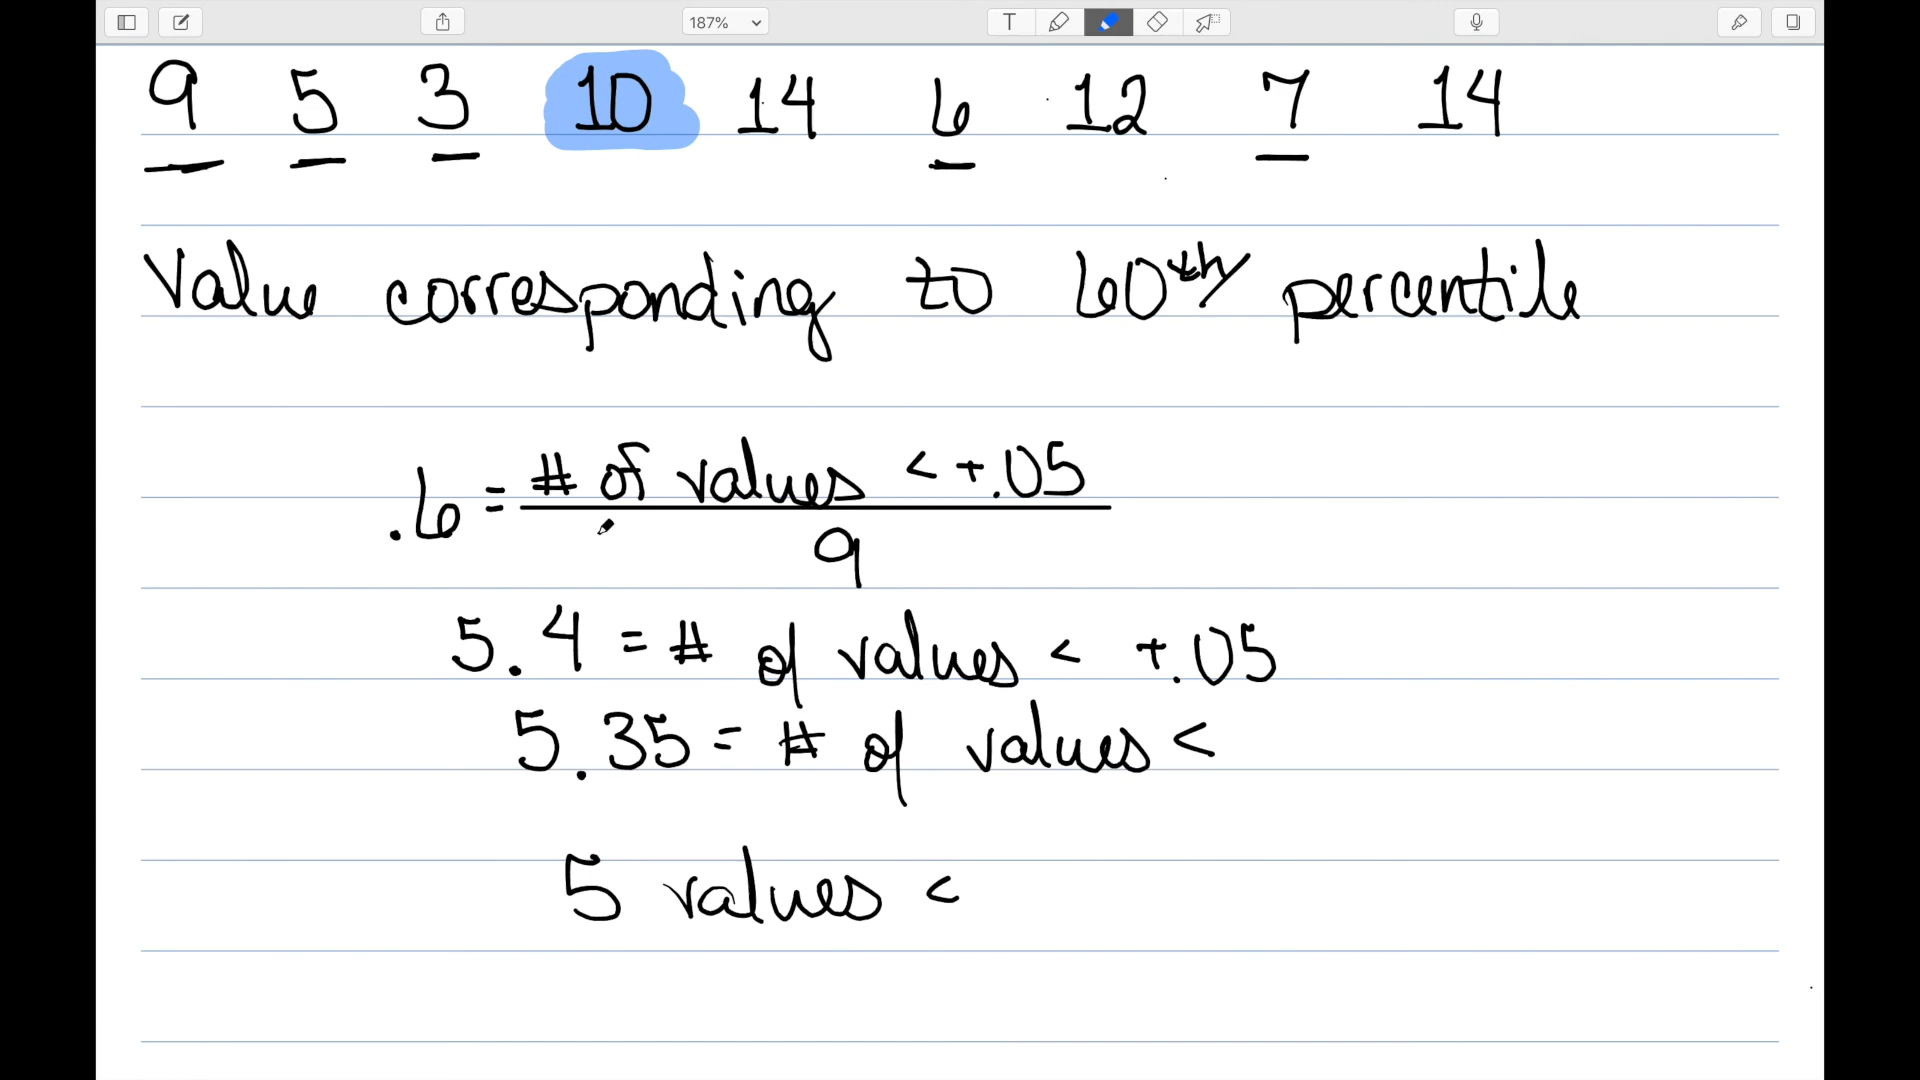 187%
T
9 5 3 10 14 6 12 7 14
Value corresponding to 60th percentile
.6 = # of values < +.05
9
5.4 = # of values < +.05
5.35 = # of values <
5 values <